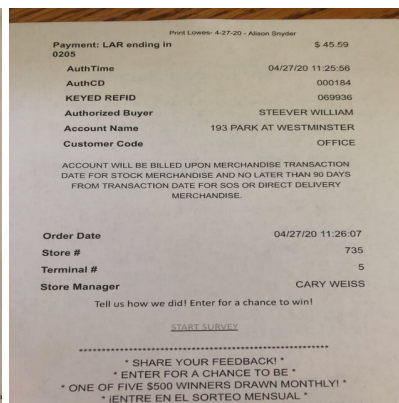 Print Lowes- 4-27-20 - Alison Snyder
Payment: LAR ending in 0205 $ 45.59
AuthTime 04/27/20 11:25:56
AuthCD 000184
KEYED REFID 069936
Authorized Buyer STEEVER WILLIAM
Account Name 193 PARK AT WESTMINSTER
Customer Code OFFICE
ACCOUNT WILL BE BILLED UPON MERCHANDISE TRANSACTION
DATE FOR STOCK MERCHANDISE AND NO LATER THAN 90 DAYS
FROM TRANSACTION DATE FOR SOS OR DIRECT DELIVERY
MERCHANDISE.
Order Date 04/27/20 11:26:07
Store # 735
Terminal # 5
Store Manager CARY WEISS
Tell us how we did! Enter for a chance to win!
START SURVEY
******************************************************
* SHARE YOUR FEEDBACK! *
* ENTER FOR A CHANCE TO BE *
* ONE OF FIVE $500 WINNERS DRAWN MONTHLY! *
* ¡ENTRE EN EL SORTEO MENSUAL *